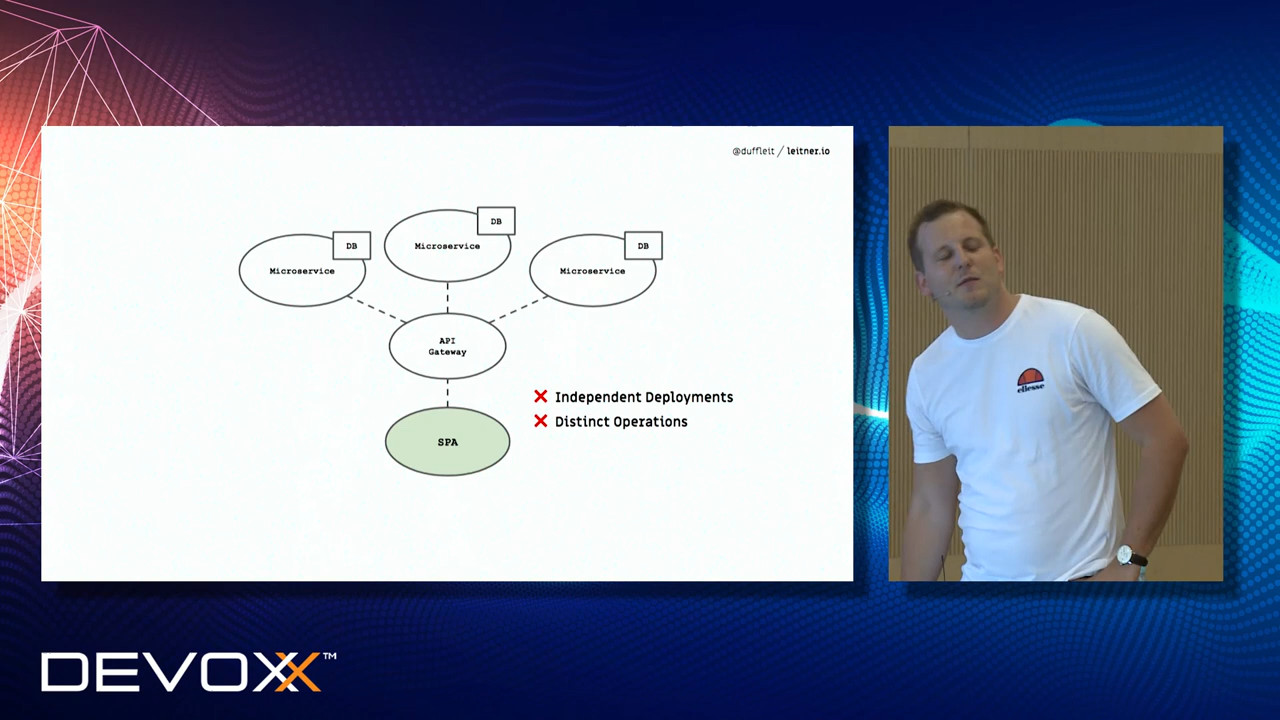 @duffleit / leitner.io
DB
Microservice
DB
Microservice
DB
Microservice
API
Gateway
✕ Independent Deployments
✕ Distinct Operations
SPA
ellesse
DEVOXX™